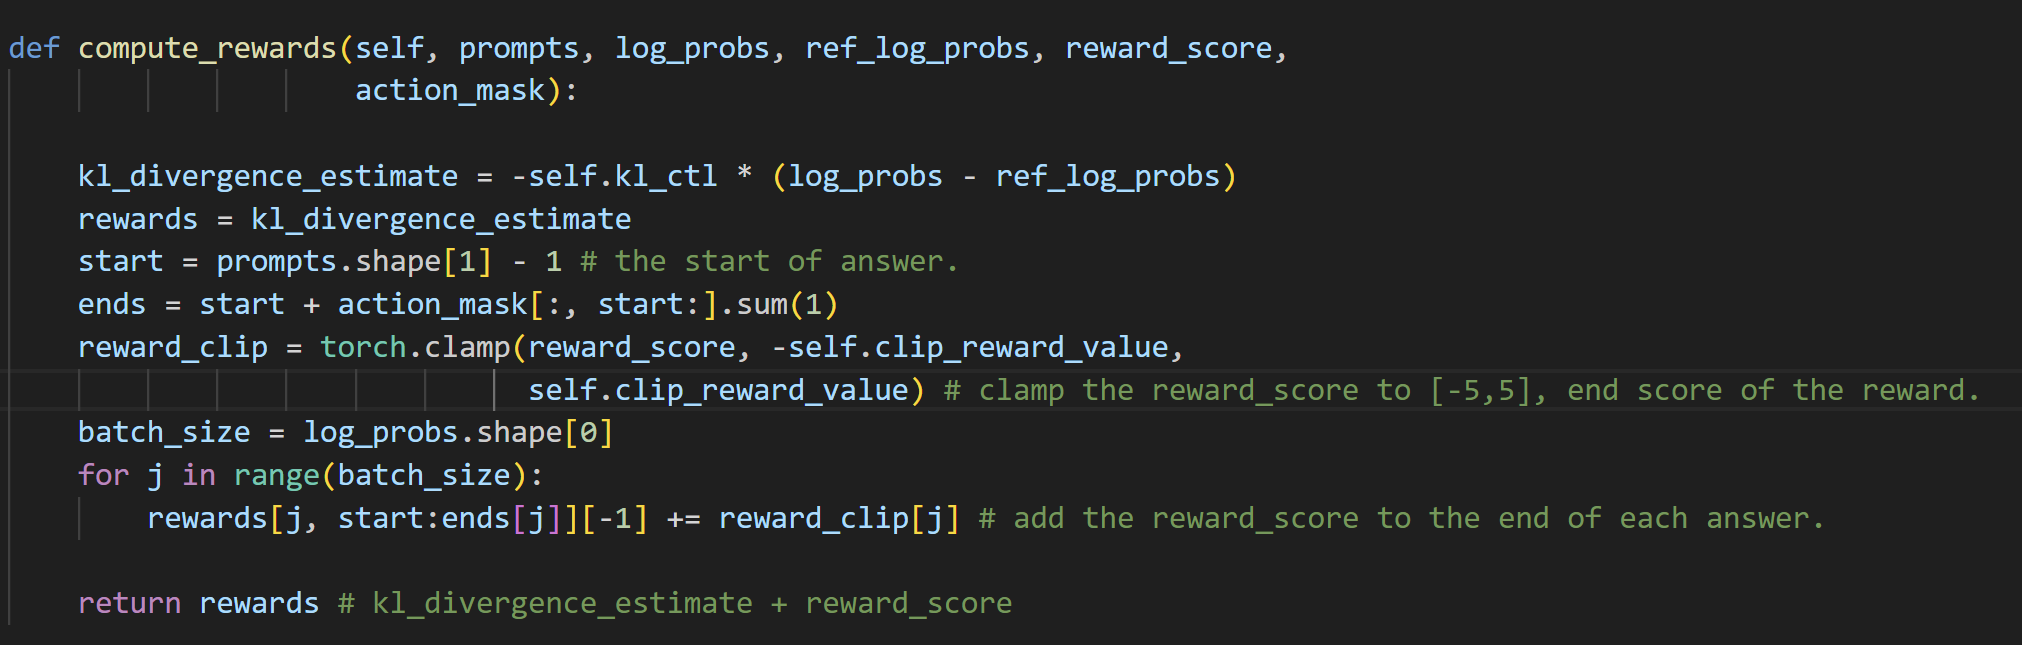 def compute_rewards(self, prompts, log_probs, ref_log_probs, reward_score,
                    action_mask):

    kl_divergence_estimate = -self.kl_ctl * (log_probs - ref_log_probs)
    rewards = kl_divergence_estimate
    start = prompts.shape[1] - 1 # the start of answer.
    ends = start + action_mask[:, start:].sum(1)
    reward_clip = torch.clamp(reward_score, -self.clip_reward_value,
                              self.clip_reward_value) # clamp the reward_score to [-5,5], end score of the reward.
    batch_size = log_probs.shape[0]
    for j in range(batch_size):
        rewards[j, start:ends[j]][-1] += reward_clip[j] # add the reward_score to the end of each answer.

    return rewards # kl_divergence_estimate + reward_score